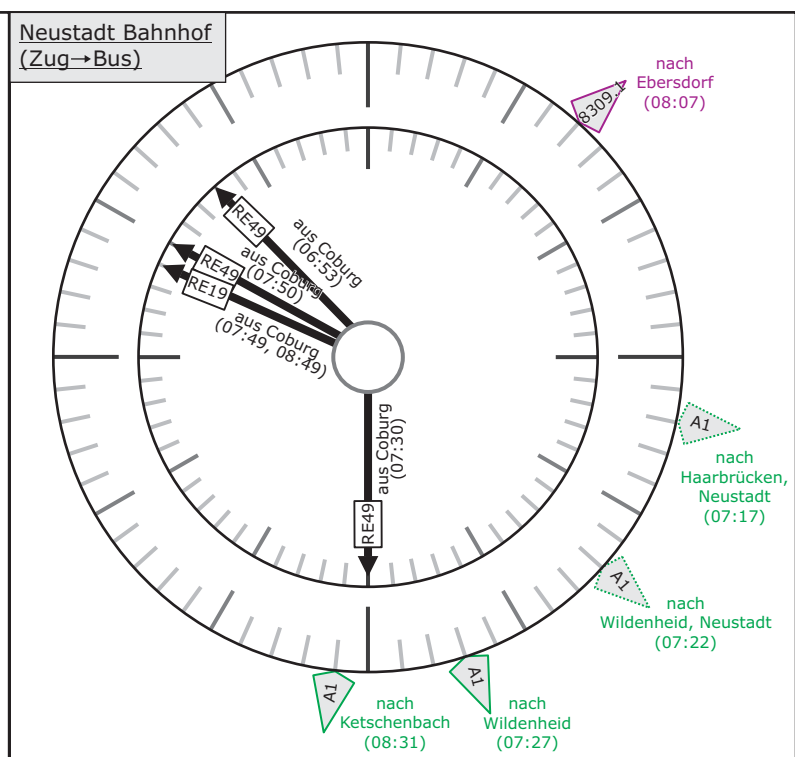 Neustadt Bahnhof
(Zug→Bus)
nach
Ebersdorf
(08:07)
8309.1
RE49
aus Coburg
(06:53)
RE49
aus Coburg
(07:50)
RE19
aus Coburg
(07:49, 08:49)
aus Coburg
(07:30)
RE49
A1
nach
Haarbrücken,
Neustadt
(07:17)
A1
nach
Wildenheid, Neustadt
(07:22)
A1
nach
Wildenheid
(07:27)
A1
nach
Ketschenbach
(08:31)